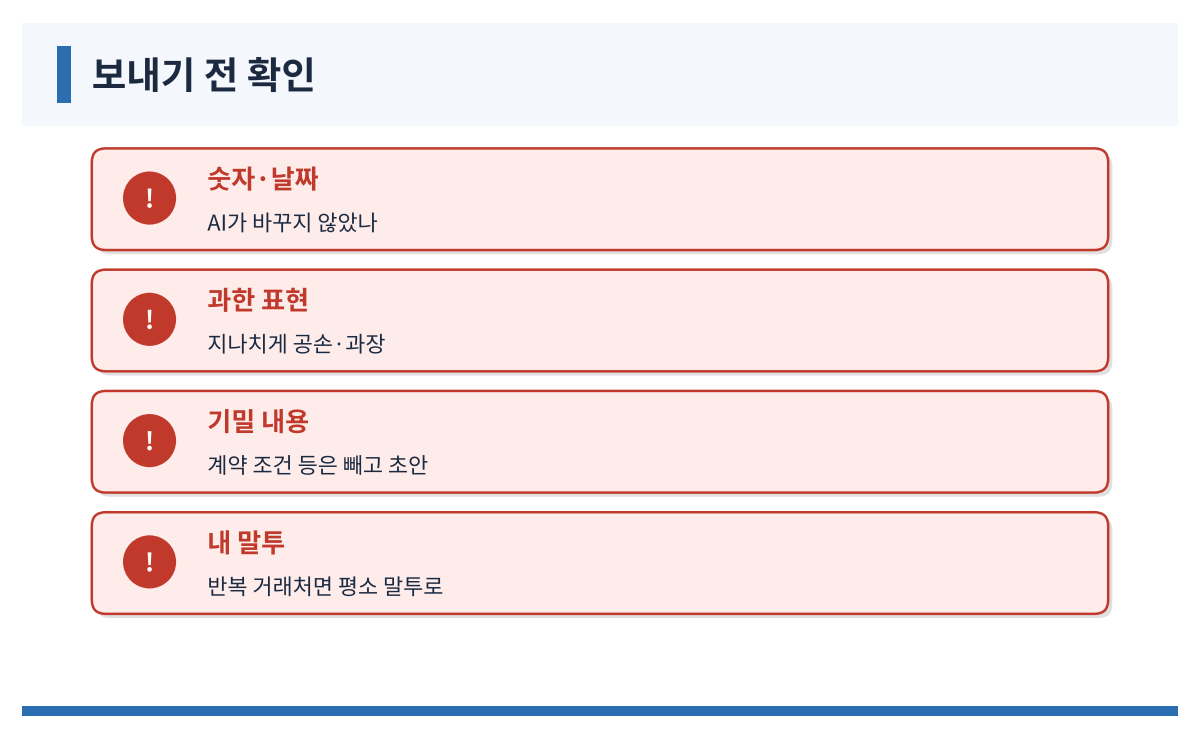 보내기 전 확인
!
숫자·날짜
AI가 바꾸지 않았나
!
과한 표현
지나치게 공손·과장
!
기밀 내용
계약 조건 등은 빼고 초안
!
내 말투
반복 거래처면 평소 말투로